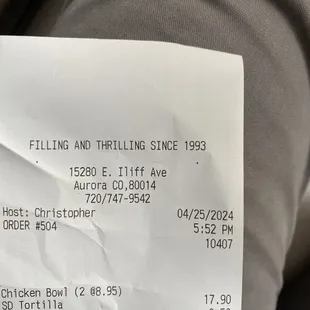 FILLING AND THRILLING SINCE 1993
15280 E. Iliff Ave
Aurora CO,80014
720/747-9542
Host: Christopher 04/25/2024
ORDER #504 5:52 PM
10407
Chicken Bowl (2 @8.95) 17.90
SD Tortilla